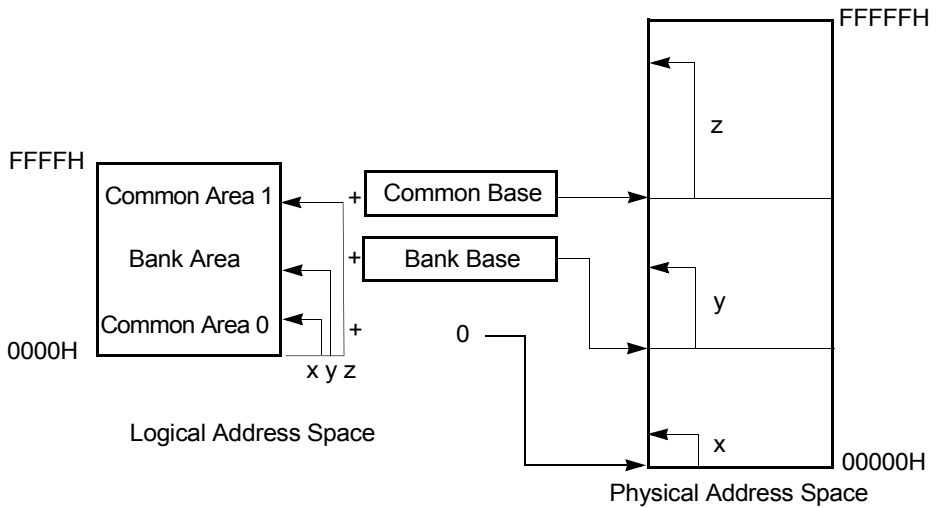 FFFFFH
z
FFFFH
Common Area 1
+
Common Base
Bank Area
+
Bank Base
y
Common Area 0
+
0
0000H
x y z
Logical Address Space
x
00000H
Physical Address Space